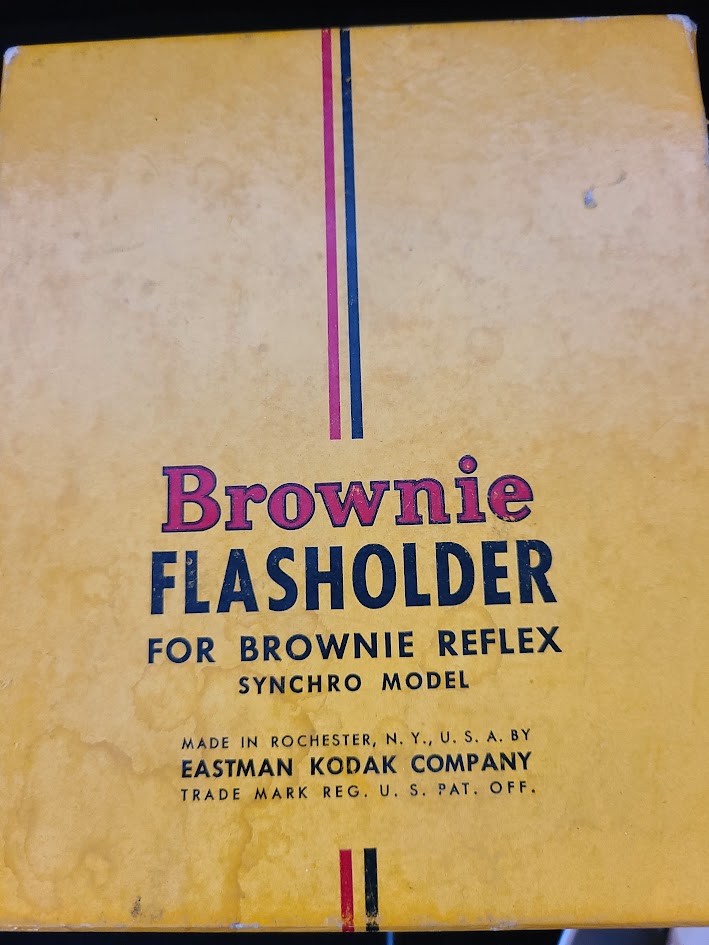 Brownie
FLASHOLDER
FOR BROWNIE REFLEX
SYNCHRO MODEL
MADE IN ROCHESTER, N. Y., U. S. A. BY
EASTMAN KODAK COMPANY
TRADE MARK REG. U. S. PAT. OFF.